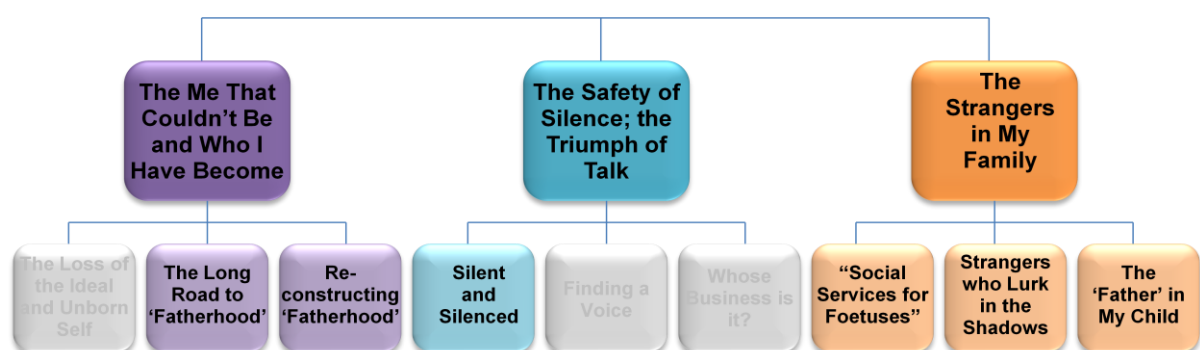 The Me That
Couldn't Be
and Who I
Have Become
The Safety of
Silence; the
Triumph of
Talk
The
Strangers
in My
Family
The Loss of
the Ideal
and Unborn
Self
The Long
Road to
‘Fatherhood’
Re-
constructing
‘Fatherhood’
Silent
and
Silenced
Finding a
Voice
Whose
Business is
it?
“Social
Services for
Foetuses”
Strangers
who Lurk
in the
Shadows
The
‘Father’ in
My Child